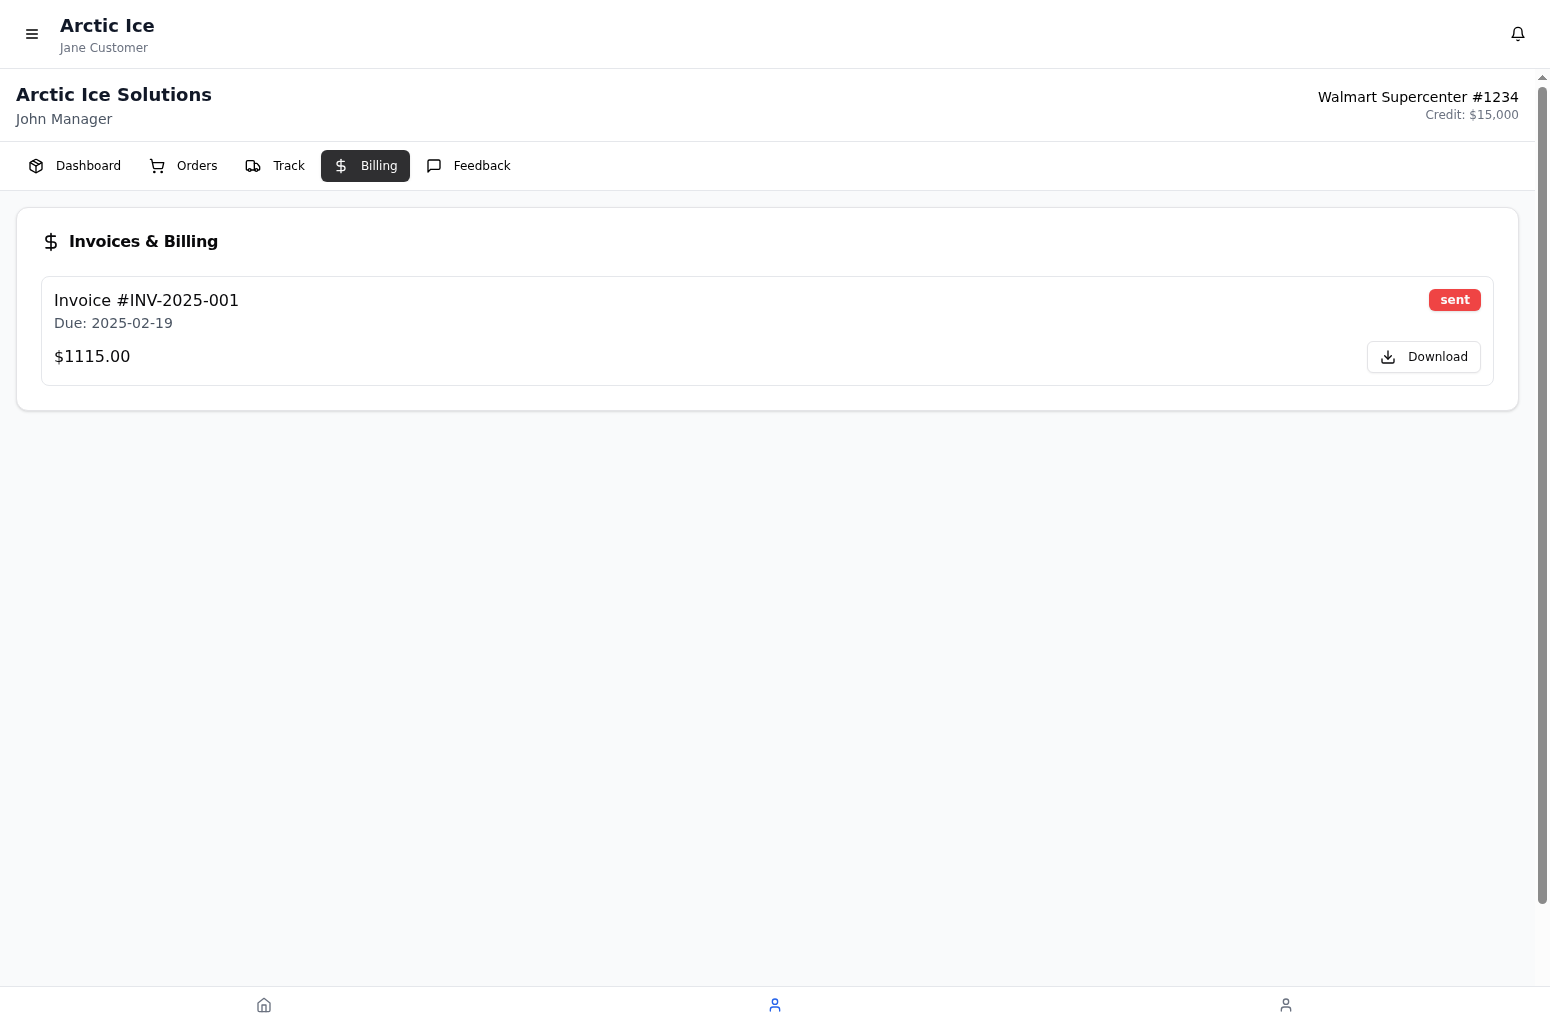 Arctic Ice
Jane Customer
Arctic Ice Solutions
John Manager
Walmart Supercenter #1234
Credit: $15,000
Dashboard
Orders
Track
Billing
Feedback
Invoices & Billing
Invoice #INV-2025-001
sent
Due: 2025-02-19
$1115.00
Download